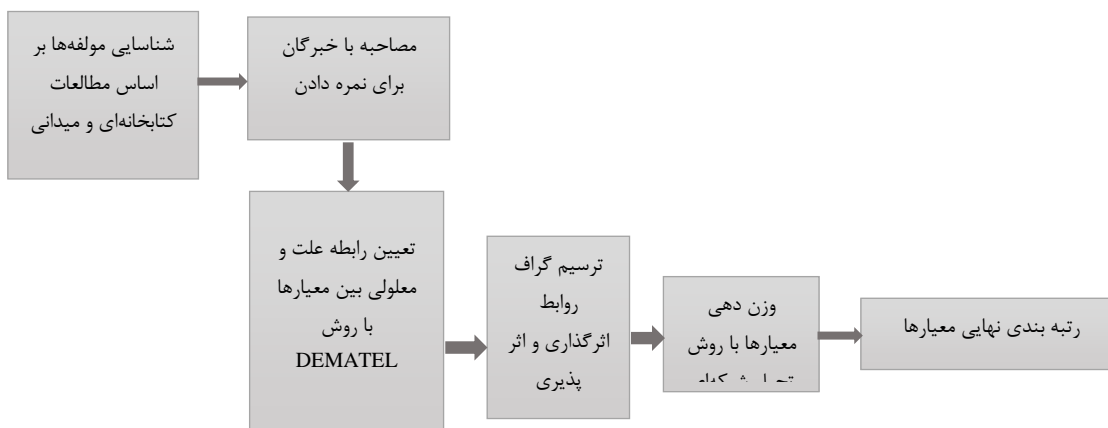 شناسایی مولفه‌ها بر
اساس مطالعات
کتابخانه‌ای و میدانی
مصاحبه با خبرگان
برای نمره دادن
تعیین رابطه علت و
معلولی بین معیارها
با روش
DEMATEL
ترسیم گراف
روابط
اثرگذاری و اثر
پذیری
وزن دهی
معیارها با روش
رتبه بندی نهایی معیارها